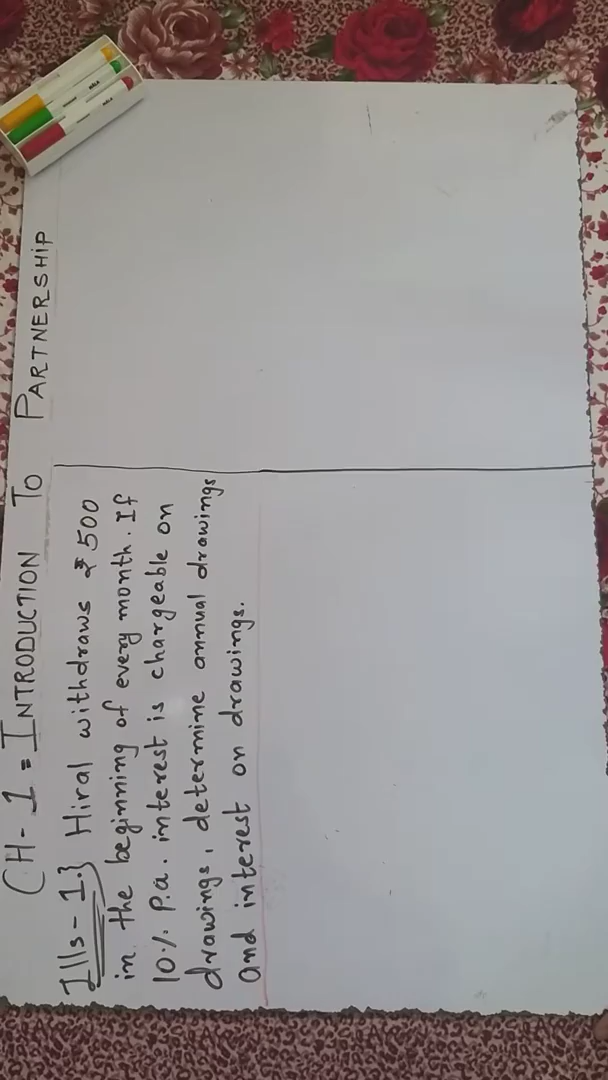 CH-1 = INTRODUCTION TO PARTNERSHIP
Ills-1.} Hiral withdraws ₹500
in the beginning of every month. If
10% p.a. interest is chargeable on
drawings, determine annual drawings
and interest on drawings.